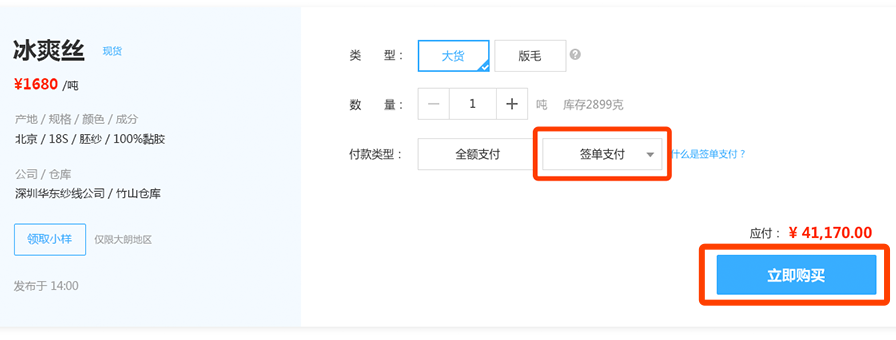 冰爽丝 现货
¥1680 /吨
产地 / 规格 / 颜色 / 成分
北京 / 18S / 胚纱 / 100%黏胶
公司 / 仓库
深圳华东纱线公司 / 竹山仓库
领取小样 仅限大朗地区
发布于 14:00
类 型： 大货 版毛 ?
数 量： — 1 + 吨 库存2899克
付款类型： 全额支付 签单支付 什么是签单支付？
应付： ¥ 41,170.00
立即购买